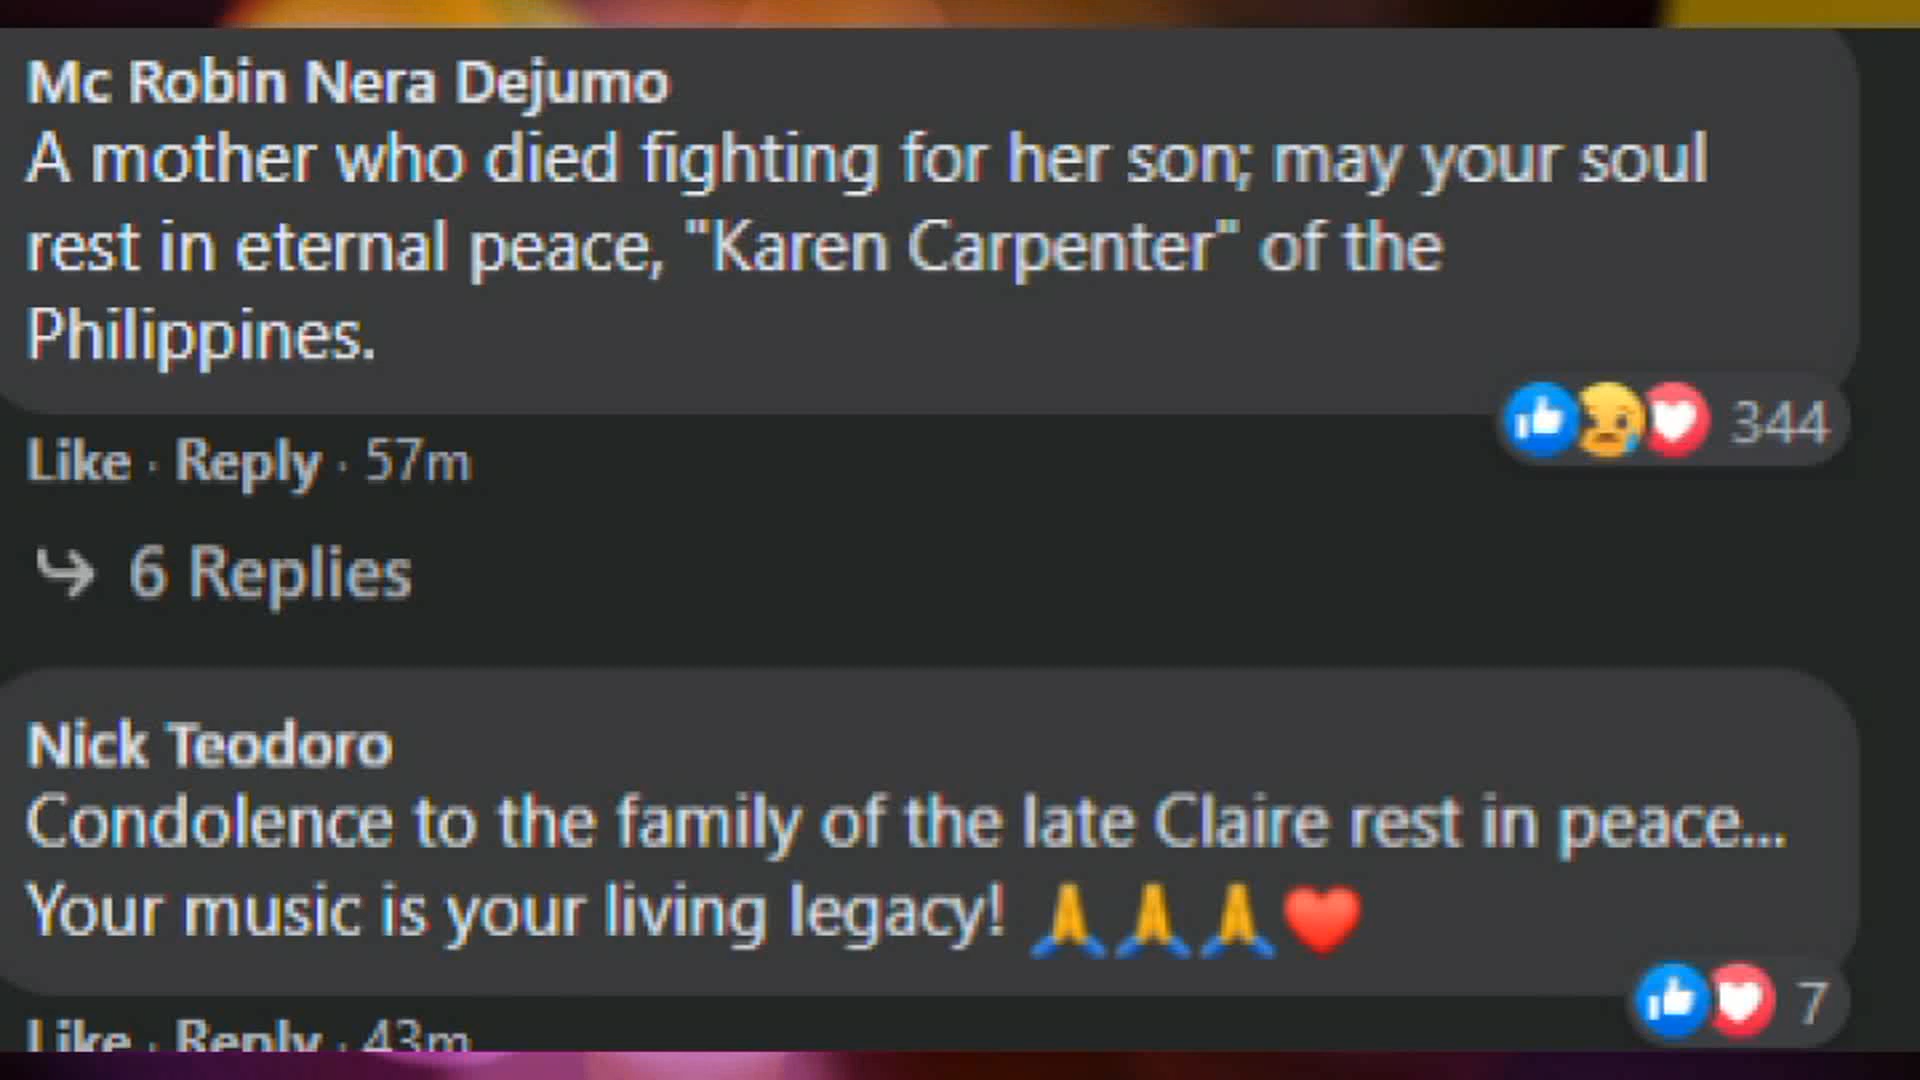 Mc Robin Nera Dejumo
A mother who died fighting for her son; may your soul
rest in eternal peace, "Karen Carpenter" of the
Philippines.
344
Like · Reply · 57m
6 Replies
Nick Teodoro
Condolence to the family of the late Claire rest in peace...
Your music is your living legacy! 🙏🙏🙏❤️
7
Like · Reply · 43m